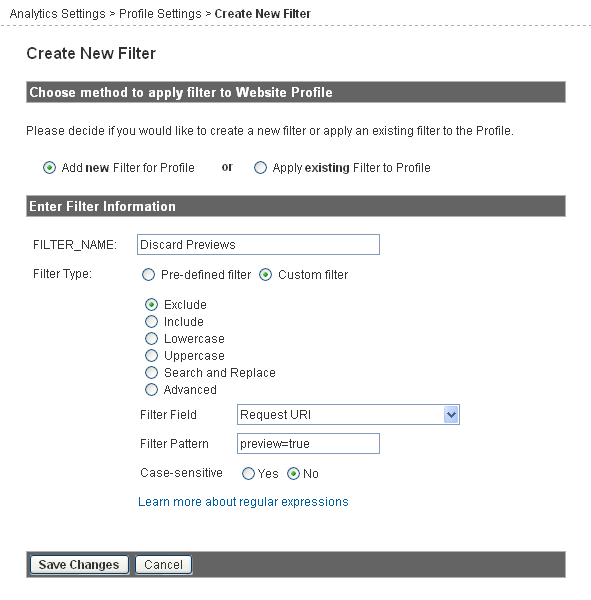 Analytics Settings > Profile Settings > Create New Filter
Create New Filter
Choose method to apply filter to Website Profile
Please decide if you would like to create a new filter or apply an existing filter to the Profile.
Add new Filter for Profile or Apply existing Filter to Profile
Enter Filter Information
FILTER_NAME: Discard Previews
Filter Type: Pre-defined filter Custom filter
Exclude
Include
Lowercase
Uppercase
Search and Replace
Advanced
Filter Field Request URI
Filter Pattern preview=true
Case-sensitive Yes No
Learn more about regular expressions
Save Changes Cancel